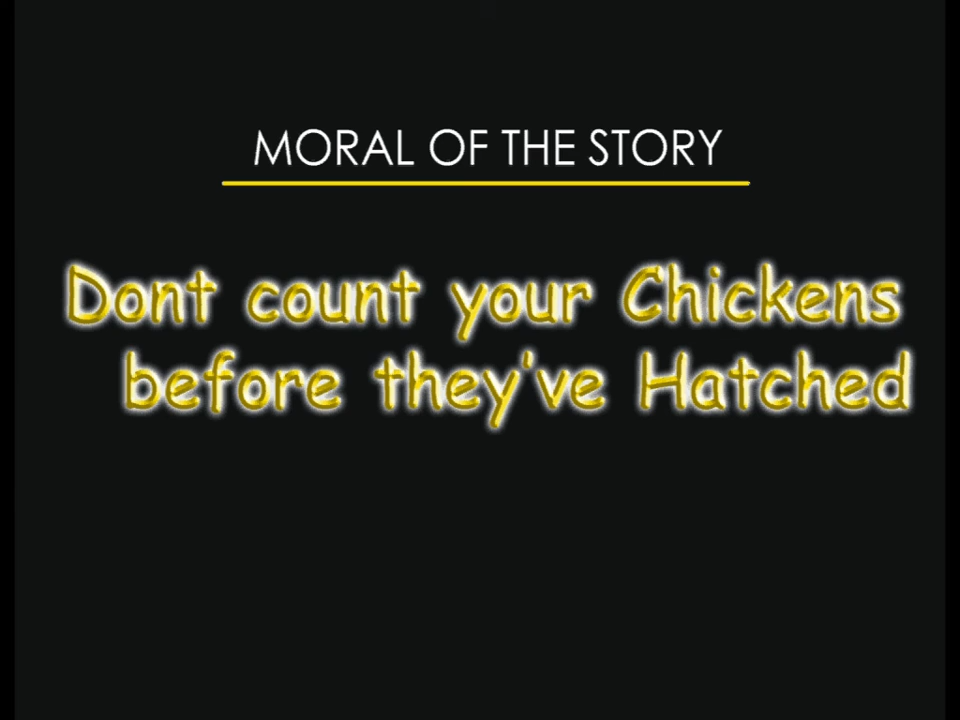 MORAL OF THE STORY
Dont count your Chickens
before they've Hatched